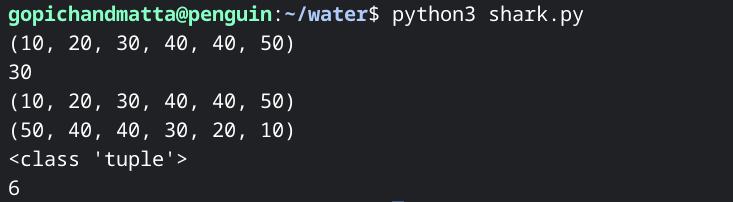 gopichandmatta@penguin:~/water$ python3 shark.py
(10, 20, 30, 40, 40, 50)
30
(10, 20, 30, 40, 40, 50)
(50, 40, 40, 30, 20, 10)
<class 'tuple'>
6